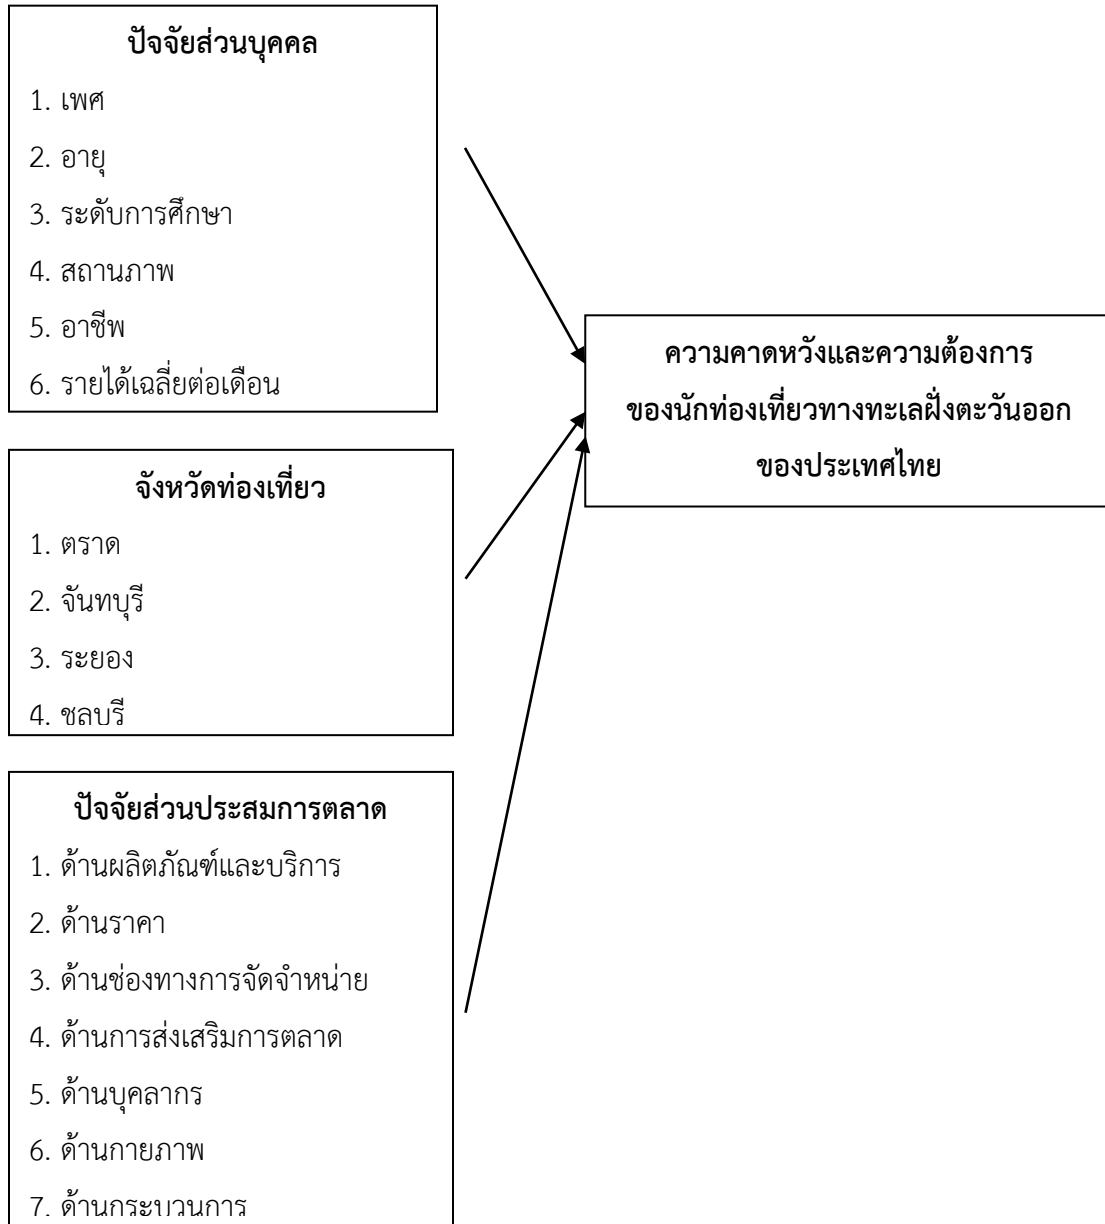 ปัจจัยส่วนบุคคล
1. เพศ
2. อายุ
3. ระดับการศึกษา
4. สถานภาพ
5. อาชีพ
6. รายได้เฉลี่ยต่อเดือน
จังหวัดท่องเที่ยว
1. ตราด
2. จันทบุรี
3. ระยอง
4. ชลบุรี
ปัจจัยส่วนประสมการตลาด
1. ด้านผลิตภัณฑ์และบริการ
2. ด้านราคา
3. ด้านช่องทางการจัดจำหน่าย
4. ด้านการส่งเสริมการตลาด
5. ด้านบุคลากร
6. ด้านกายภาพ
7. ด้านกระบวนการ
ความคาดหวังและความต้องการ
ของนักท่องเที่ยวทางทะเลฝั่งตะวันออก
ของประเทศไทย